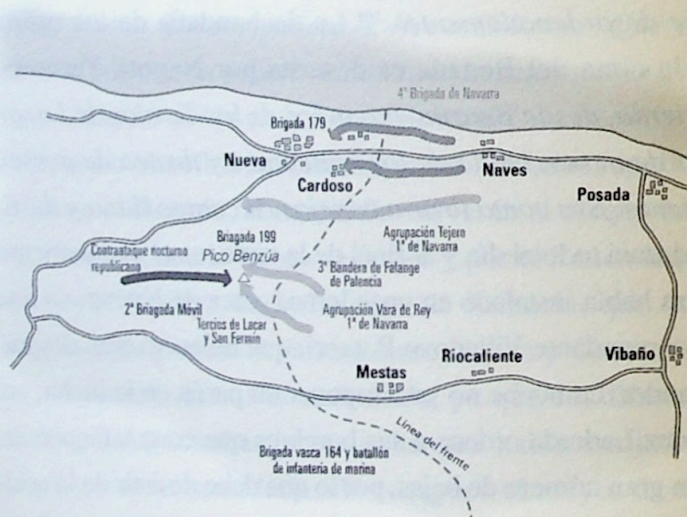 4ª Brigada de Navarra
Brigada 179
Nueva
Cardoso
Naves
Posada
Brigada 199
Pico Benzúa
Agrupación Tejero
1ª de Navarra
Contraataque nocturno
republicano
3ª Bandera de Falange
de Palencia
2ª Brigada Móvil
Tercios de Lacar
y San Fermín
Agrupación Vara de Rey
1ª de Navarra
Mestas
Riocaliente
Vibaño
Línea del frente
Brigada vasca 164 y batallón
de infantería de marina